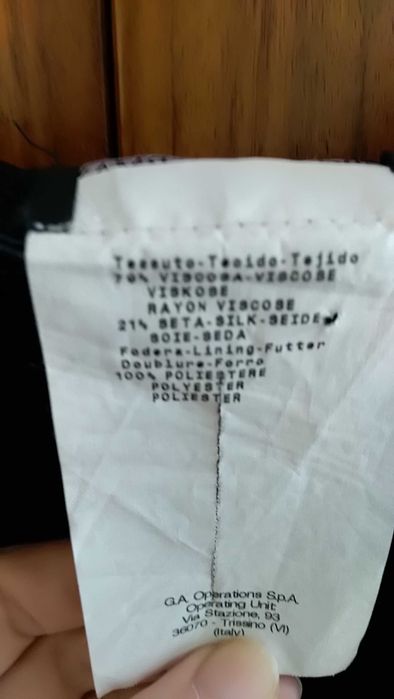 Tessuto-Tecido-Tejido
79% VISCOSA-VISCOSE
VISKOSE
RAYON VISCOSE
21% SETA-SILK-SEIDE
SOIE-SEDA
Fodera-Lining-Futter
Doublure-Forro
100% POLIESTERE
POLYESTER
POLIESTER
G.A. Operations S.p.A.
Operating Unit:
Via Stazione, 93
36070 - Trissino (VI)
(Italy)